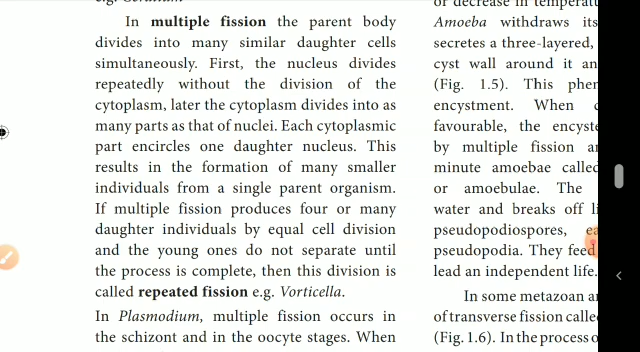 e.g. Ceratium
In multiple fission the parent body
divides into many similar daughter cells
simultaneously. First, the nucleus divides
repeatedly without the division of the
cytoplasm, later the cytoplasm divides into as
many parts as that of nuclei. Each cytoplasmic
part encircles one daughter nucleus. This
results in the formation of many smaller
individuals from a single parent organism.
If multiple fission produces four or many
daughter individuals by equal cell division
and the young ones do not separate until
the process is complete, then this division is
called repeated fission e.g. Vorticella.
In Plasmodium, multiple fission occurs in
the schizont and in the oocyte stages. When
or decrease in
Amoeba withdraws its
secretes a three-layered,
cyst wall around it
(Fig. 1.5). This
encystment. When
favourable, the
by multiple fission
minute amoebae called
or amoebulae. The
water and breaks off
pseudopodiospores,
pseudopodia. They feed
lead an independent life.
In some metazoan
of transverse fission
(Fig. 1.6). In the process